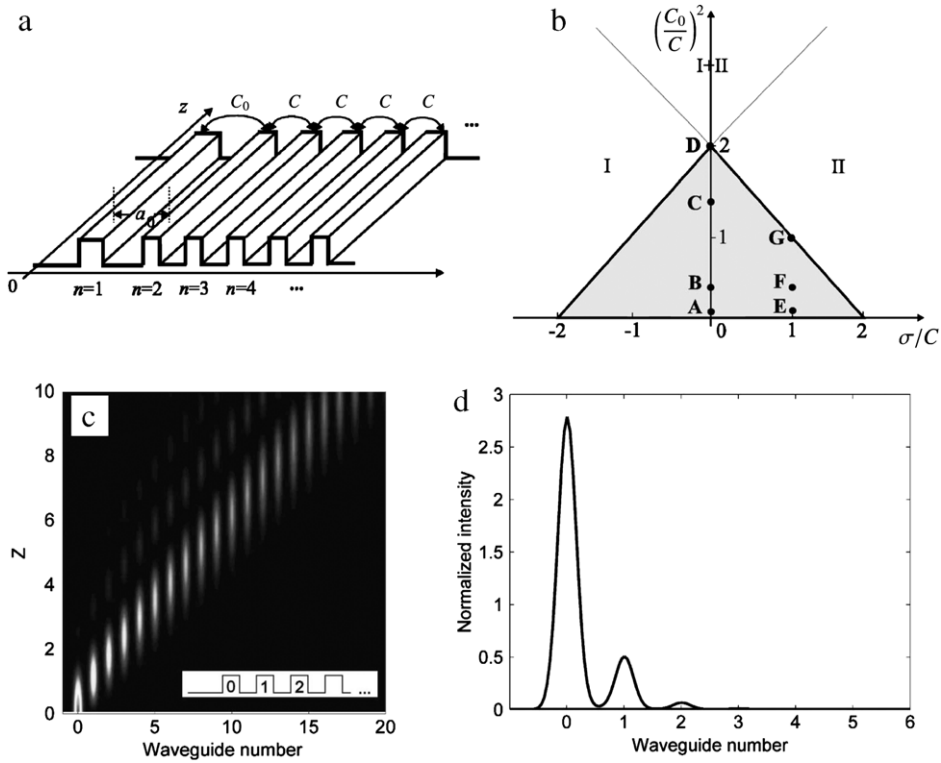 a
z
C₀ C C C C
...
a₀
0
n=1 n=2 n=3 n=4 ...
b
(C₀/C)²
I+II
D 2
I II
C
1 G
B F
A E
-2 -1 0 1 2
σ/C
c
10
8
6
Z
4
2
0
0 1 2 ...
0 5 10 15 20
Waveguide number
d
3
2.5
2
Normalized intensity
1.5
1
0.5
0
0 1 2 3 4 5 6
Waveguide number